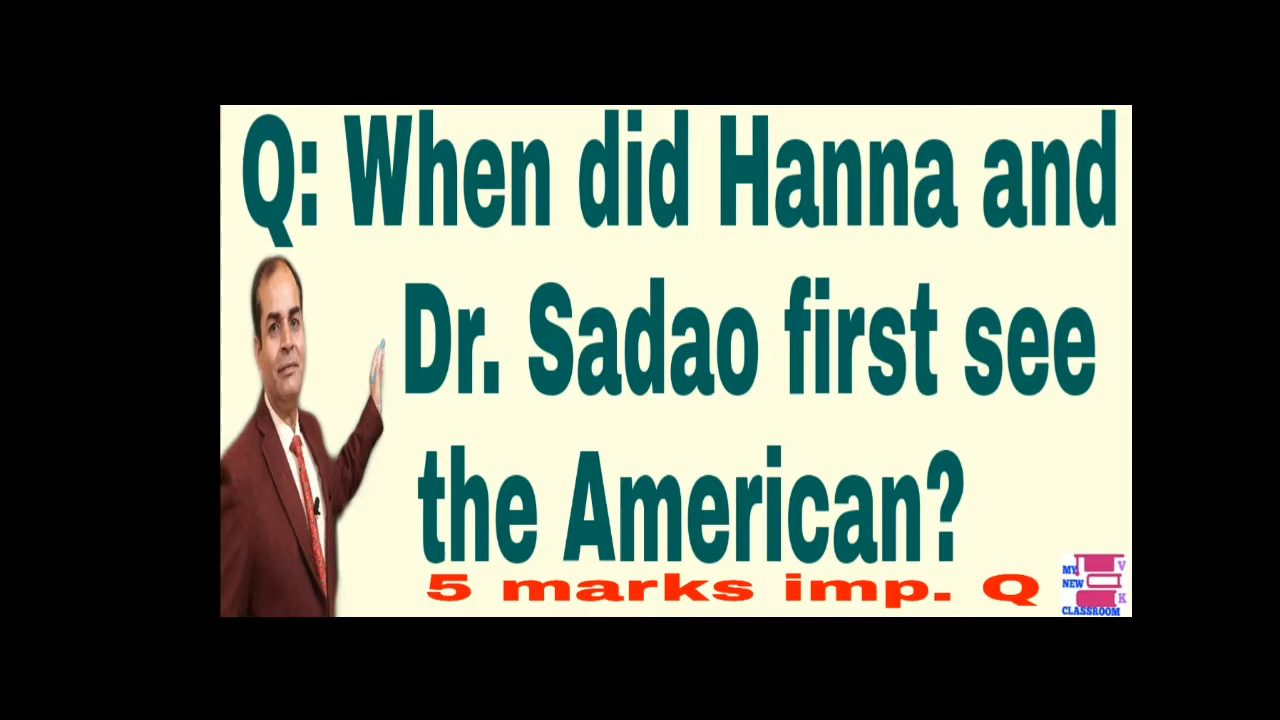 Q: When did Hanna and
Dr. Sadao first see
the American?
5 marks imp. Q
MY V
NEW
K
CLASSROOM